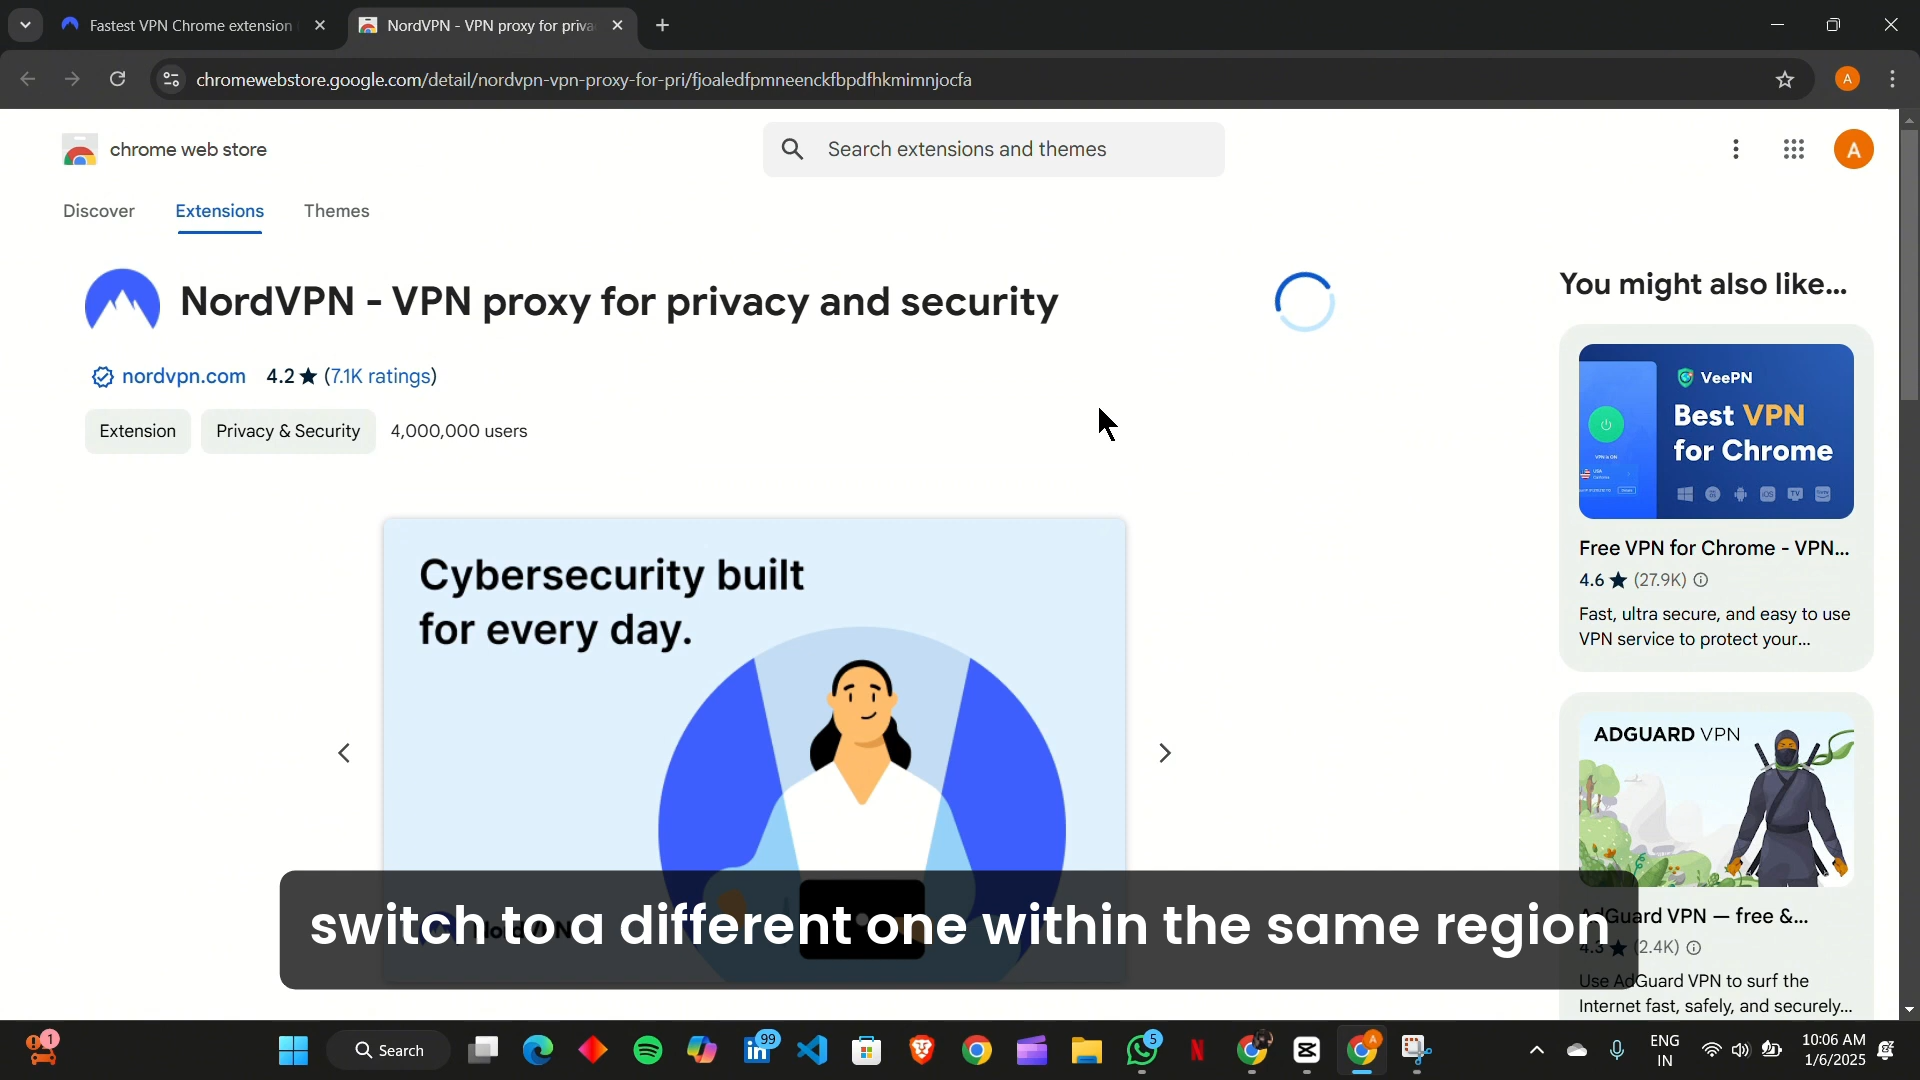 Fastest VPN Chrome extension
NordVPN - VPN proxy for priva
chromewebstore.google.com/detail/nordvpn-vpn-proxy-for-pri/fjoaledfpmneenckfbpdfhkmimnjocfa
A
chrome web store
Search extensions and themes
A
Discover
Extensions
Themes
NordVPN - VPN proxy for privacy and security
nordvpn.com
4.2 ★ (7.1K ratings)
Extension
Privacy & Security
4,000,000 users
Cybersecurity built
for every day.
You might also like...
VeePN
Best VPN
for Chrome
Free VPN for Chrome - VPN...
4.6 ★ (27.9K)
Fast, ultra secure, and easy to use
VPN service to protect your...
ADGUARD VPN
AdGuard VPN — free &...
4.3 ★ (2.4K)
Use AdGuard VPN to surf the
Internet fast, safely, and securely...
switch to a different one within the same region
1
Search
99
5
A
ENG
IN
10:06 AM
1/6/2025